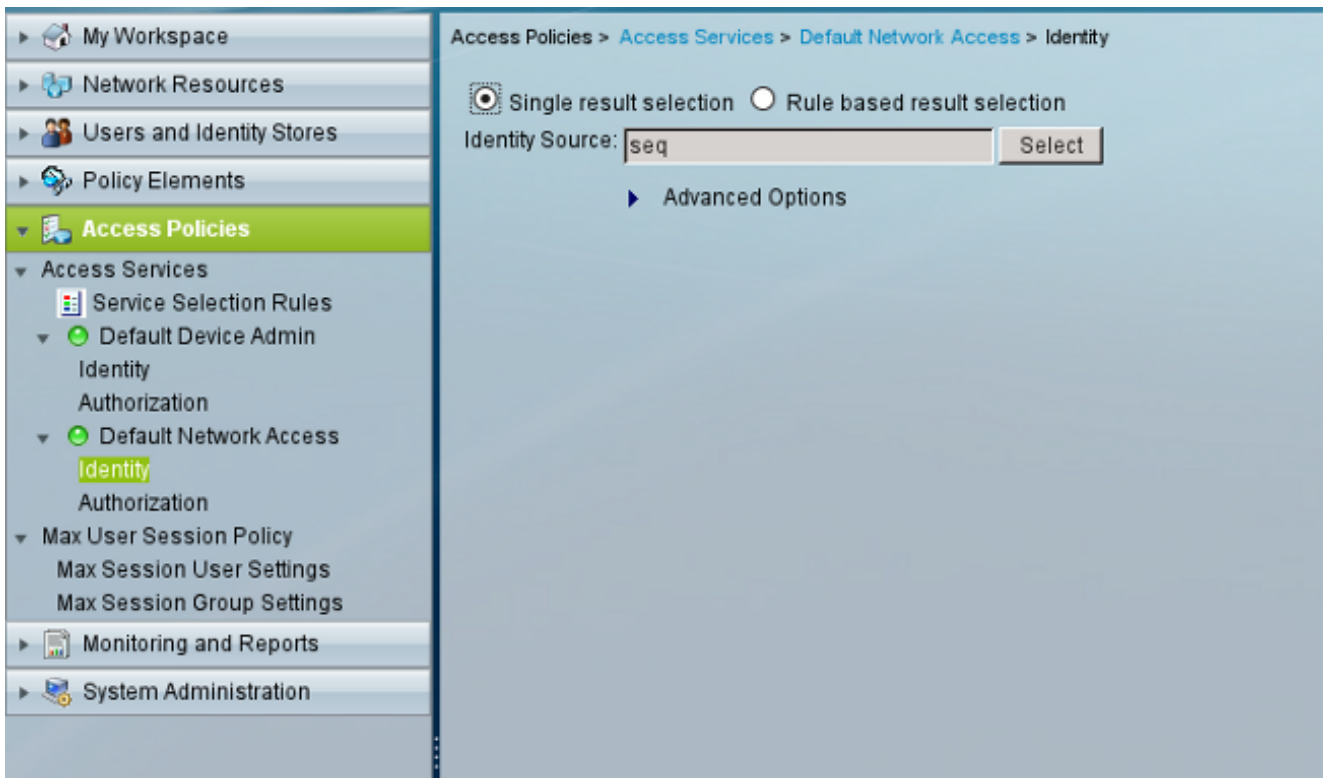 My Workspace
Network Resources
Users and Identity Stores
Policy Elements
Access Policies
Access Services
Service Selection Rules
Default Device Admin
Identity
Authorization
Default Network Access
Identity
Authorization
Max User Session Policy
Max Session User Settings
Max Session Group Settings
Monitoring and Reports
System Administration
Access Policies > Access Services > Default Network Access > Identity
Single result selection Rule based result selection
Identity Source: seq Select
Advanced Options